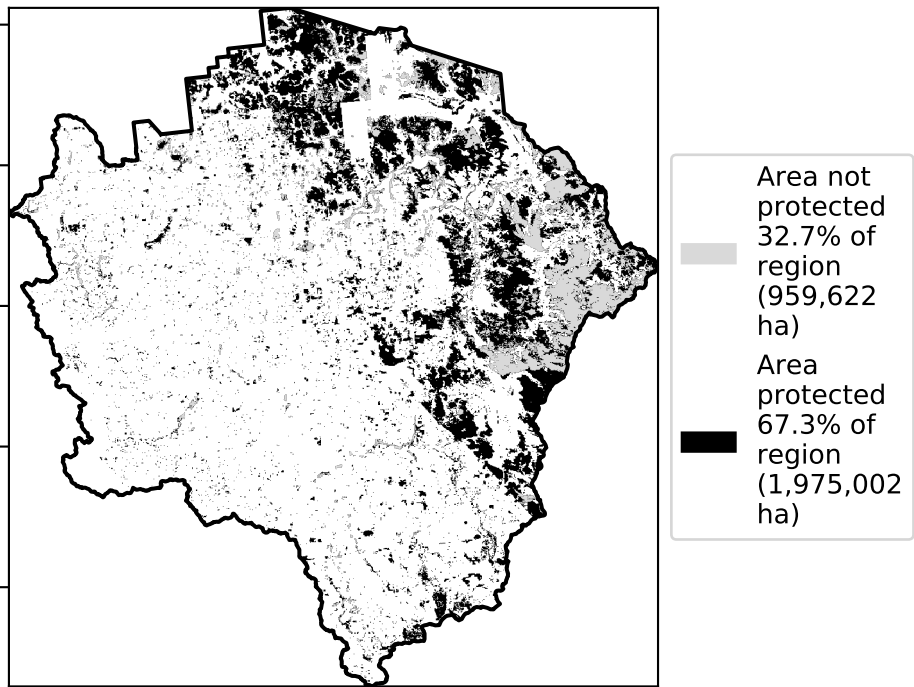 Area not
protected
32.7% of
region
(959,622
ha)
Area
protected
67.3% of
region
(1,975,002
ha)